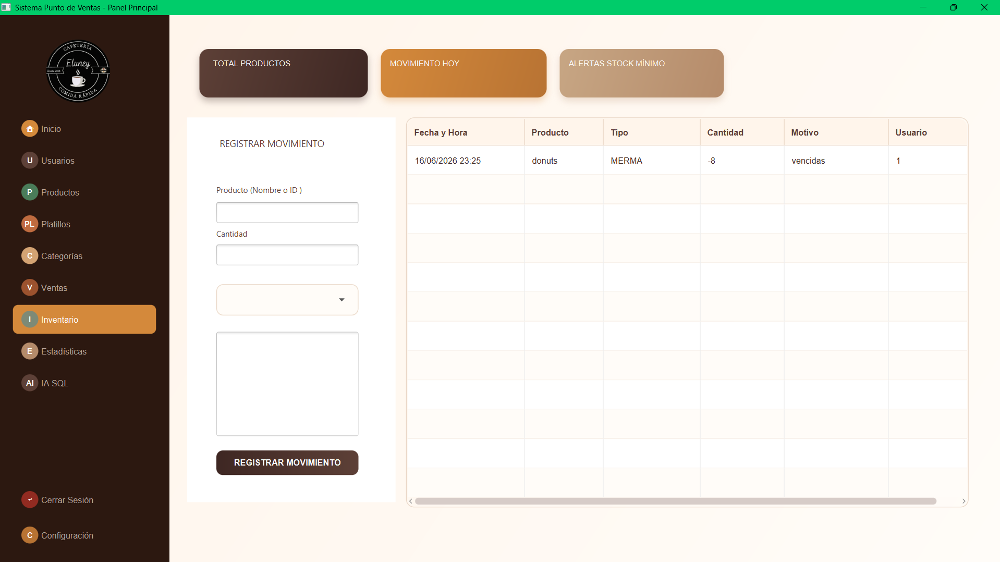 Sistema Punto de Ventas - Panel Principal
CAFETERÍA
Eluney
Desde 2018
COMIDA RÁPIDA
Inicio
U Usuarios
P Productos
PL Platillos
C Categorías
V Ventas
I Inventario
E Estadísticas
AI IA SQL
Cerrar Sesión
C Configuración
TOTAL PRODUCTOS
MOVIMIENTO HOY
ALERTAS STOCK MÍNIMO
REGISTRAR MOVIMIENTO
Producto (Nombre o ID )
Cantidad
REGISTRAR MOVIMIENTO
Fecha y Hora Producto Tipo Cantidad Motivo Usuario
16/06/2026 23:25 donuts MERMA -8 vencidas 1